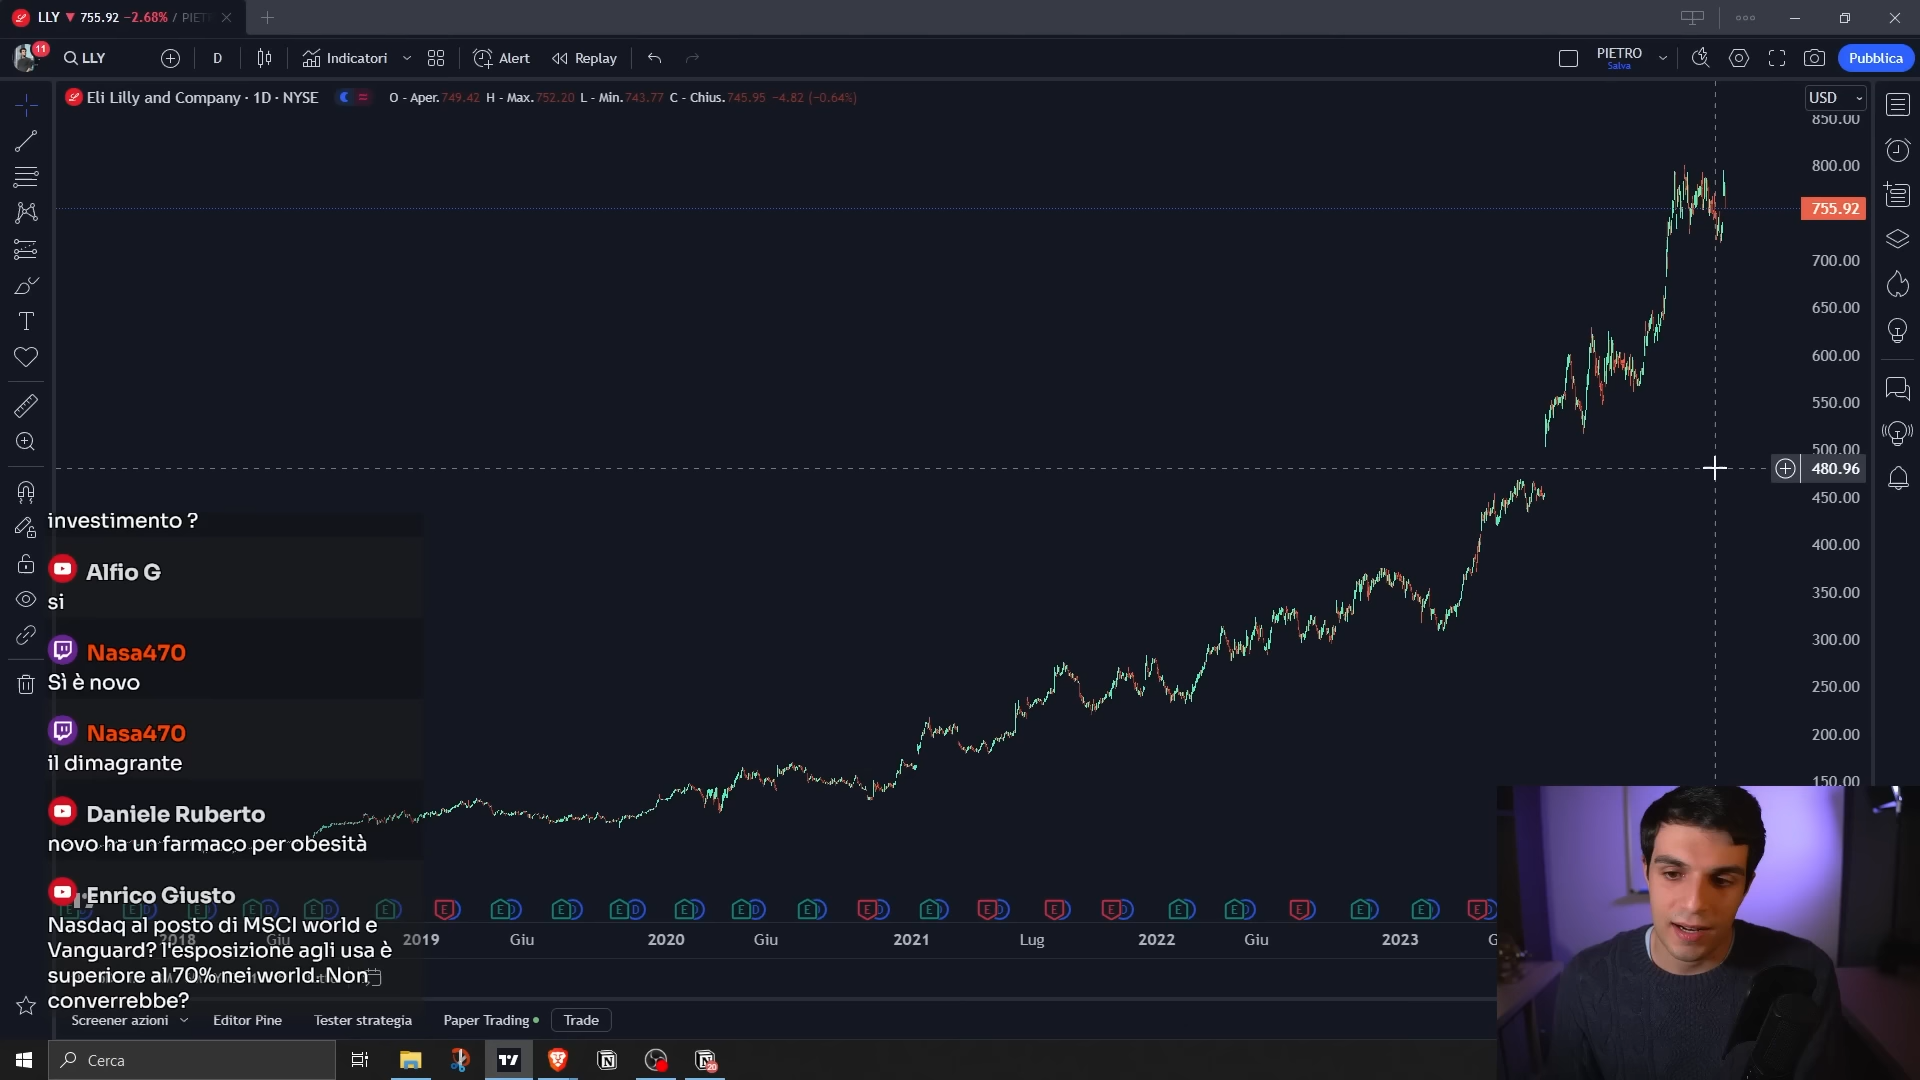 LLY ▼ 755.92 −2.68% / PIET
11 LLY D Indicatori Alert Replay PIETRO Salva Pubblica
Eli Lilly and Company · 1D · NYSE O - Aper.749.42 H - Max.752.20 L - Min.743.77 C - Chius.745.95 −4.82 (−0.64%) USD
850.00
800.00
755.92
700.00
650.00
600.00
550.00
500.00
480.96
450.00
400.00
350.00
300.00
250.00
200.00
150.00
investimento ?
Alfio G
si
Nasa470
Sì è novo
Nasa470
il dimagrante
Daniele Ruberto
novo ha un farmaco per obesità
Enrico Giusto
Nasdaq al posto di MSCI world e
Vanguard? l'esposizione agli usa è
superiore al 70% nei world. Non
converrebbe?
2018 Giu 2019 Giu 2020 Giu 2021 Lug 2022 Giu 2023 G
Screener azioni Editor Pine Tester strategia Paper Trading Trade
Cerca
20